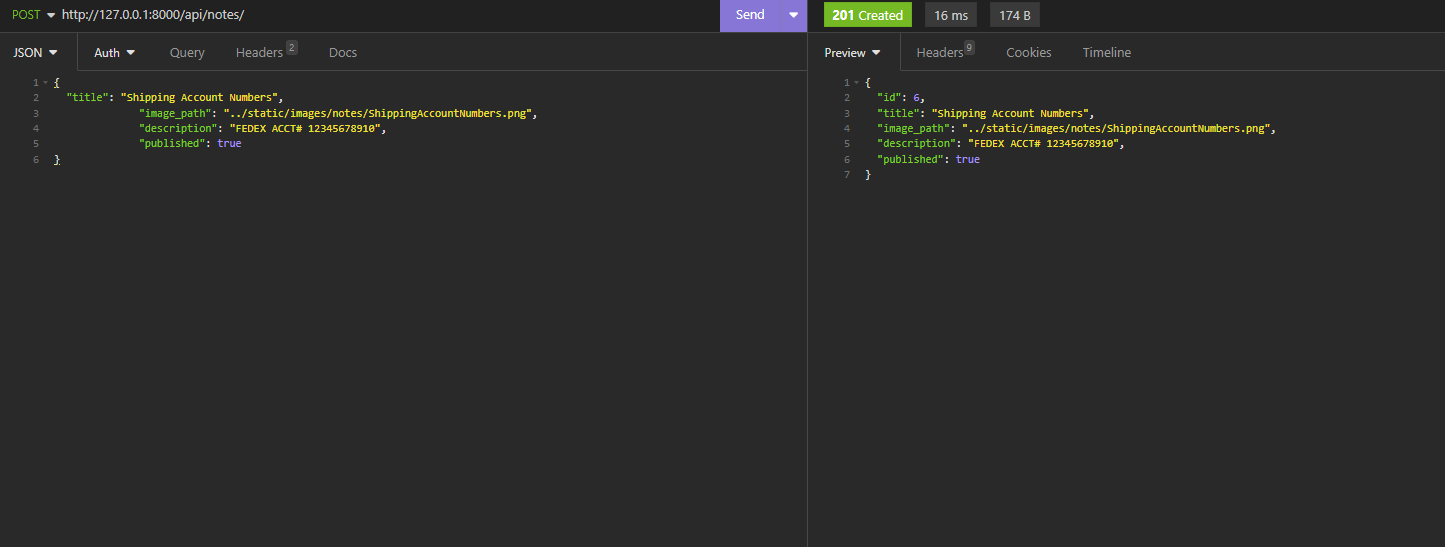 POST http://127.0.0.1:8000/api/notes/ Send 201 Created 16 ms 174 B
JSON Auth Query Headers 2 Docs Preview Headers 9 Cookies Timeline
1 {
2 "title": "Shipping Account Numbers",
3 "image_path": "../static/images/notes/ShippingAccountNumbers.png",
4 "description": "FEDEX ACCT# 12345678910",
5 "published": true
6 }
1 {
2 "id": 6,
3 "title": "Shipping Account Numbers",
4 "image_path": "../static/images/notes/ShippingAccountNumbers.png",
5 "description": "FEDEX ACCT# 12345678910",
6 "published": true
7 }